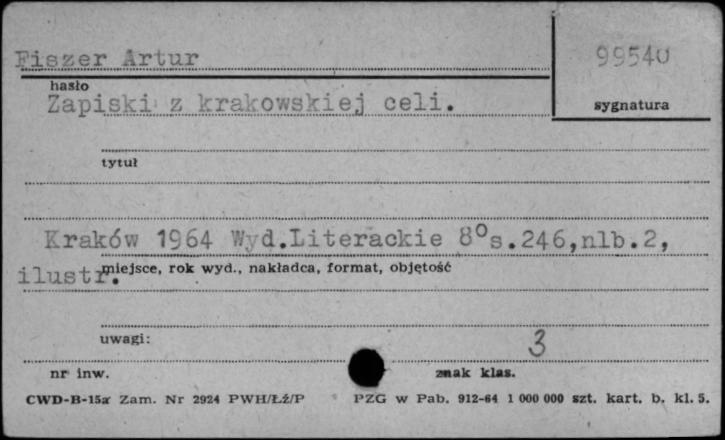 Fiszer Artur
99540
hasło
Zapiski z krakowskiej celi.
sygnatura
tytuł
Kraków 1964 Wyd.Literackie 8°s.246,nlb.2,
ilustr.
miejsce, rok wyd., nakładca, format, objętość
uwagi:
3
nr inw.
znak klas.
CWD-B-15a Zam. Nr 2924 PWH/Łź/P PZG w Pab. 912-64 1 000 000 szt. kart. b. kl. 5.